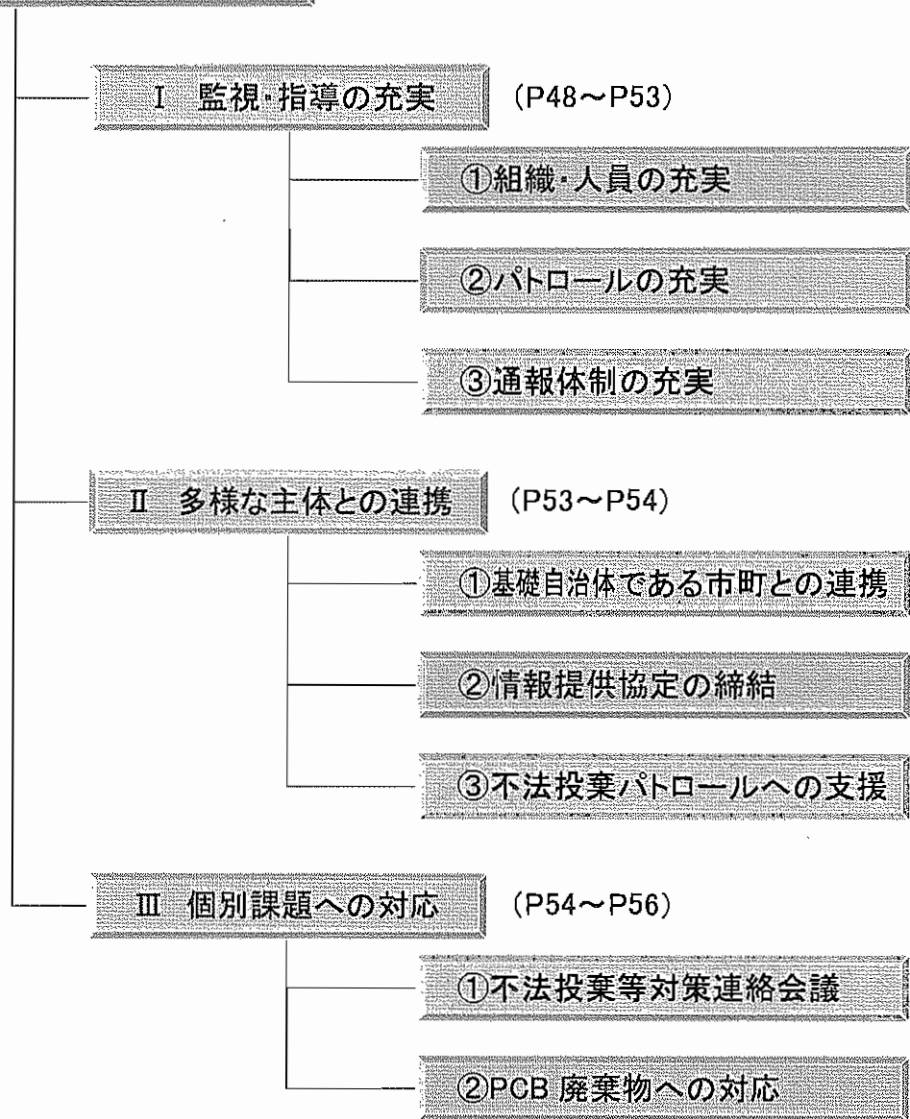 Ⅰ 監視・指導の充実 (P48～P53)
①組織・人員の充実
②パトロールの充実
③通報体制の充実
Ⅱ 多様な主体との連携 (P53～P54)
①基礎自治体である市町との連携
②情報提供協定の締結
③不法投棄パトロールへの支援
Ⅲ 個別課題への対応 (P54～P56)
①不法投棄等対策連絡会議
②PCB 廃棄物への対応